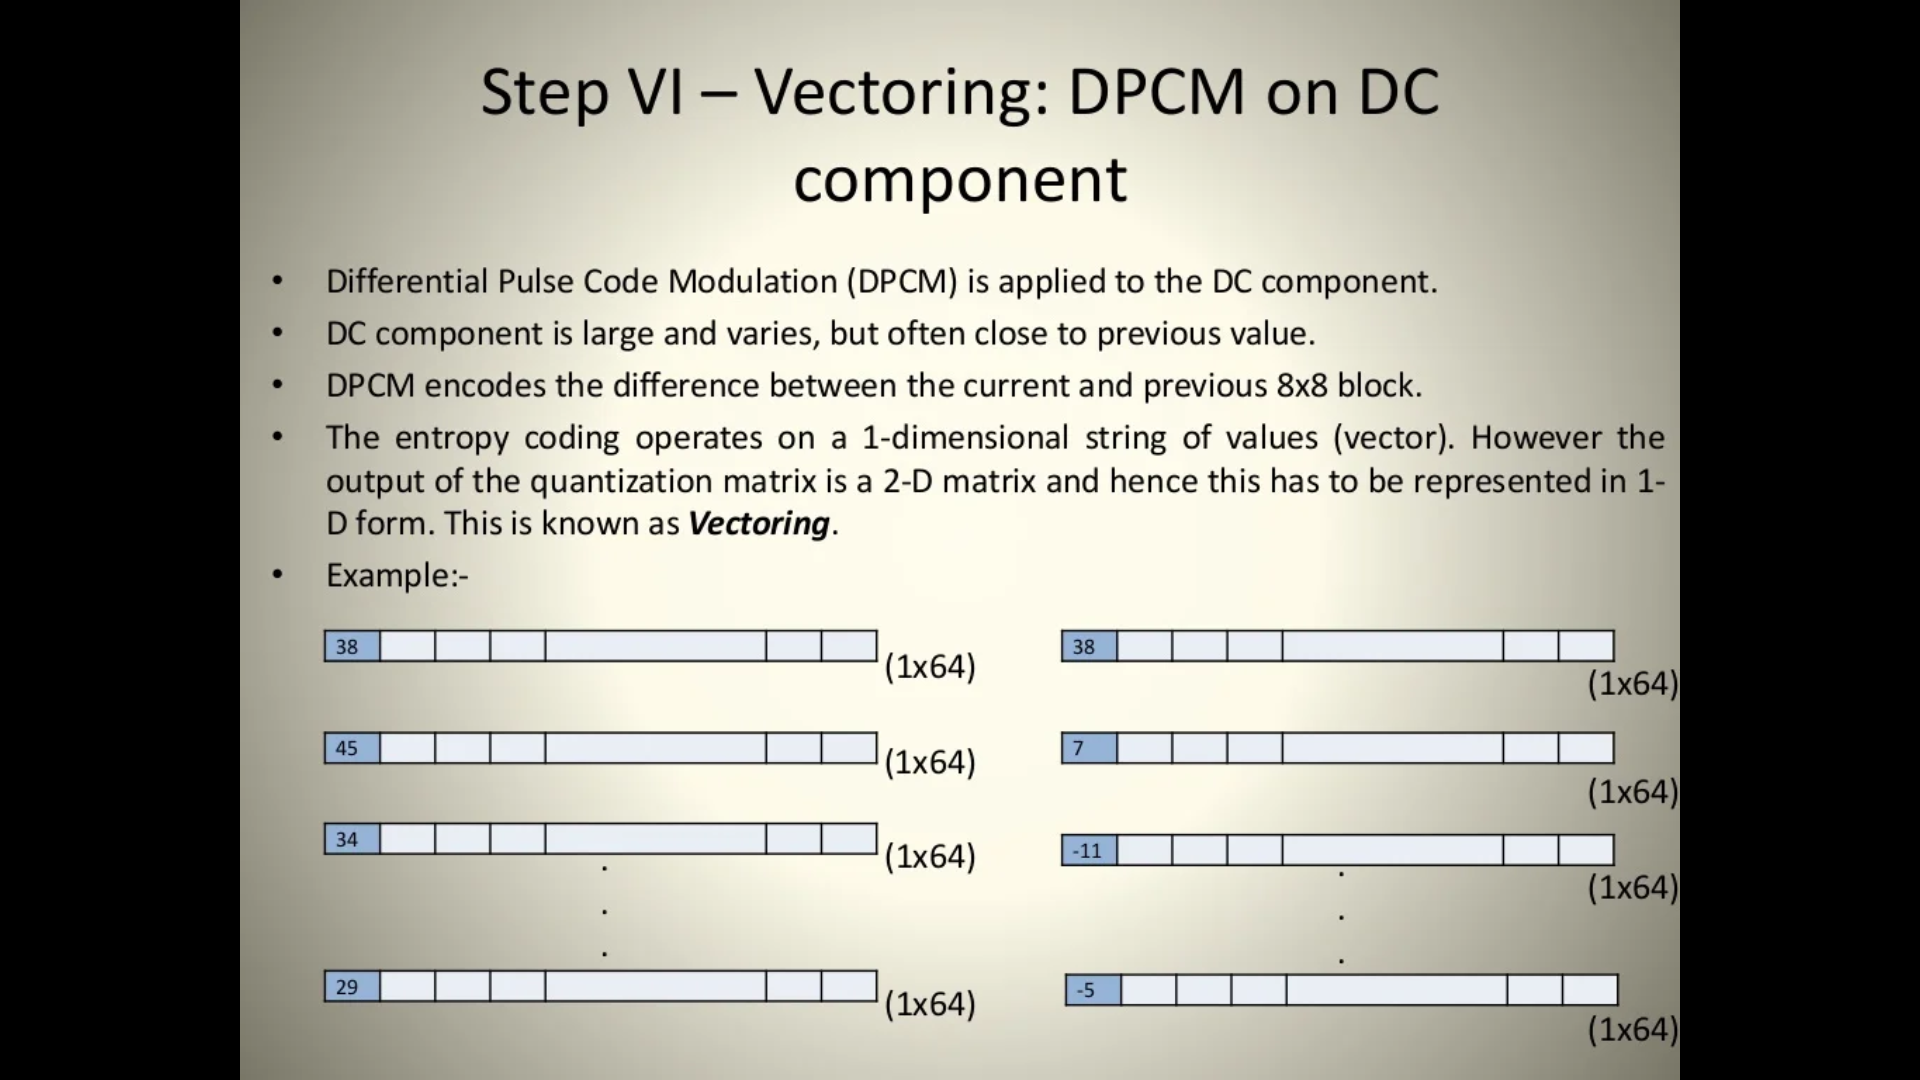 Step VI – Vectoring: DPCM on DC
component
• Differential Pulse Code Modulation (DPCM) is applied to the DC component.
• DC component is large and varies, but often close to previous value.
• DPCM encodes the difference between the current and previous 8x8 block.
• The entropy coding operates on a 1-dimensional string of values (vector). However the
output of the quantization matrix is a 2-D matrix and hence this has to be represented in 1-
D form. This is known as Vectoring.
• Example:-
38 (1x64)
45 (1x64)
34 (1x64)
.
.
.
29 (1x64)
38 (1x64)
7 (1x64)
-11 (1x64)
.
.
.
-5 (1x64)